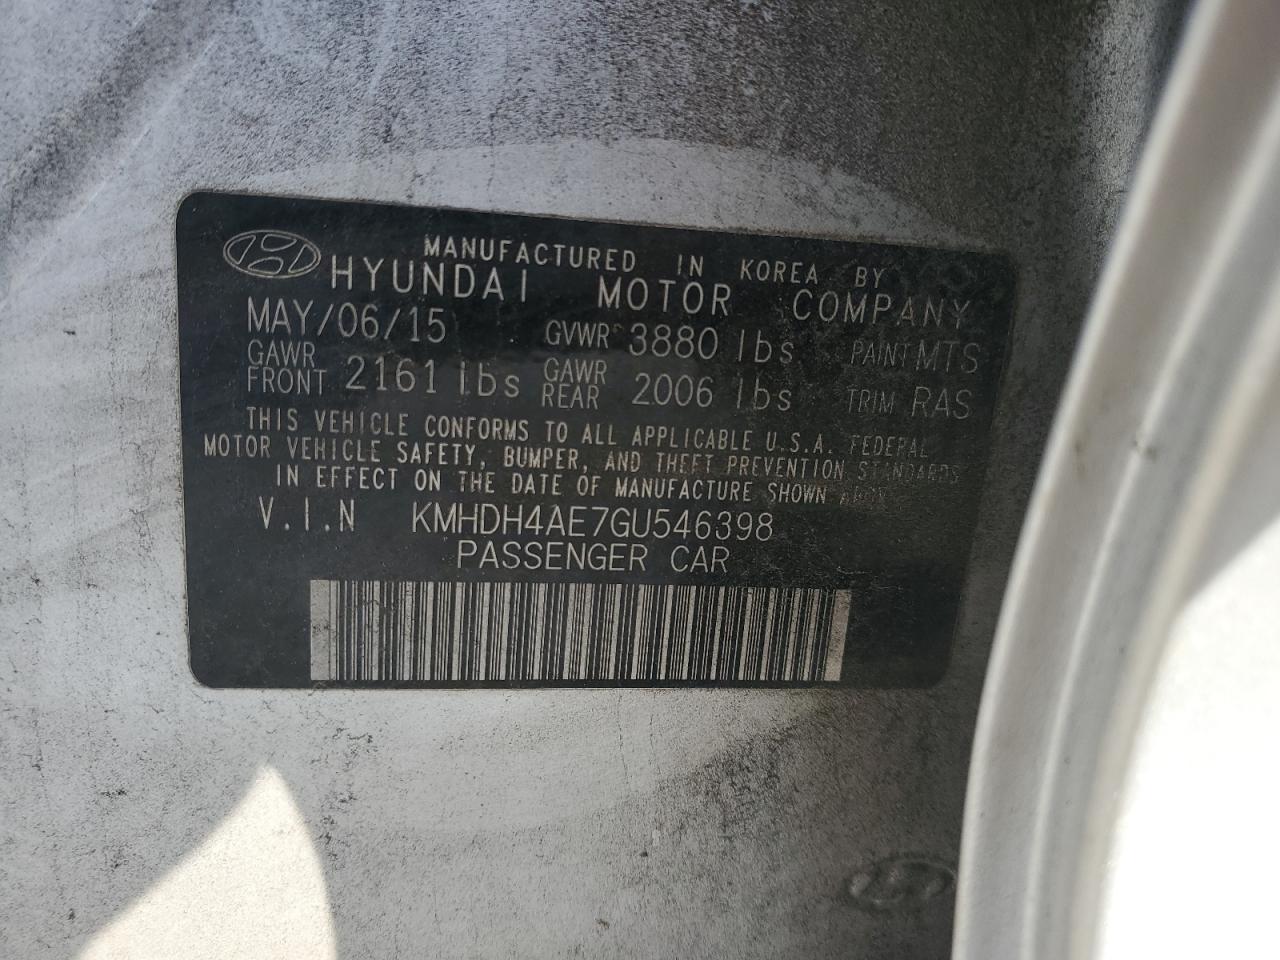 MANUFACTURED IN KOREA BY
HYUNDAI MOTOR COMPANY
MAY/06/15 GVWR 3880 lbs PAINT MTS
GAWR FRONT 2161 lbs GAWR REAR 2006 lbs TRIM RAS
THIS VEHICLE CONFORMS TO ALL APPLICABLE U.S.A. FEDERAL
MOTOR VEHICLE SAFETY, BUMPER, AND THEFT PREVENTION STANDARDS
IN EFFECT ON THE DATE OF MANUFACTURE SHOWN ABOVE
V.I.N KMHDH4AE7GU546398
PASSENGER CAR